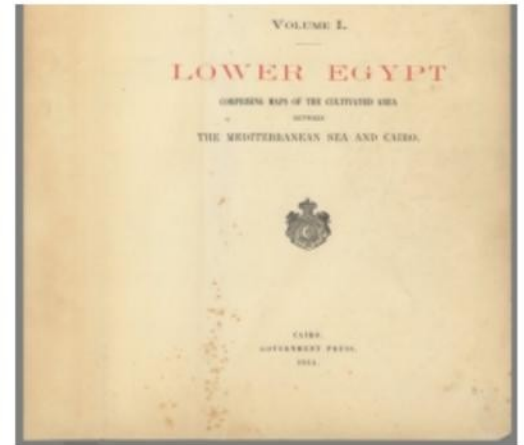 VOLUME I.
LOWER EGYPT
COMPRISING MAPS OF THE CULTIVATED AREA
BETWEEN
THE MEDITERRANEAN SEA AND CAIRO.
CAIRO.
GOVERNMENT PRESS.